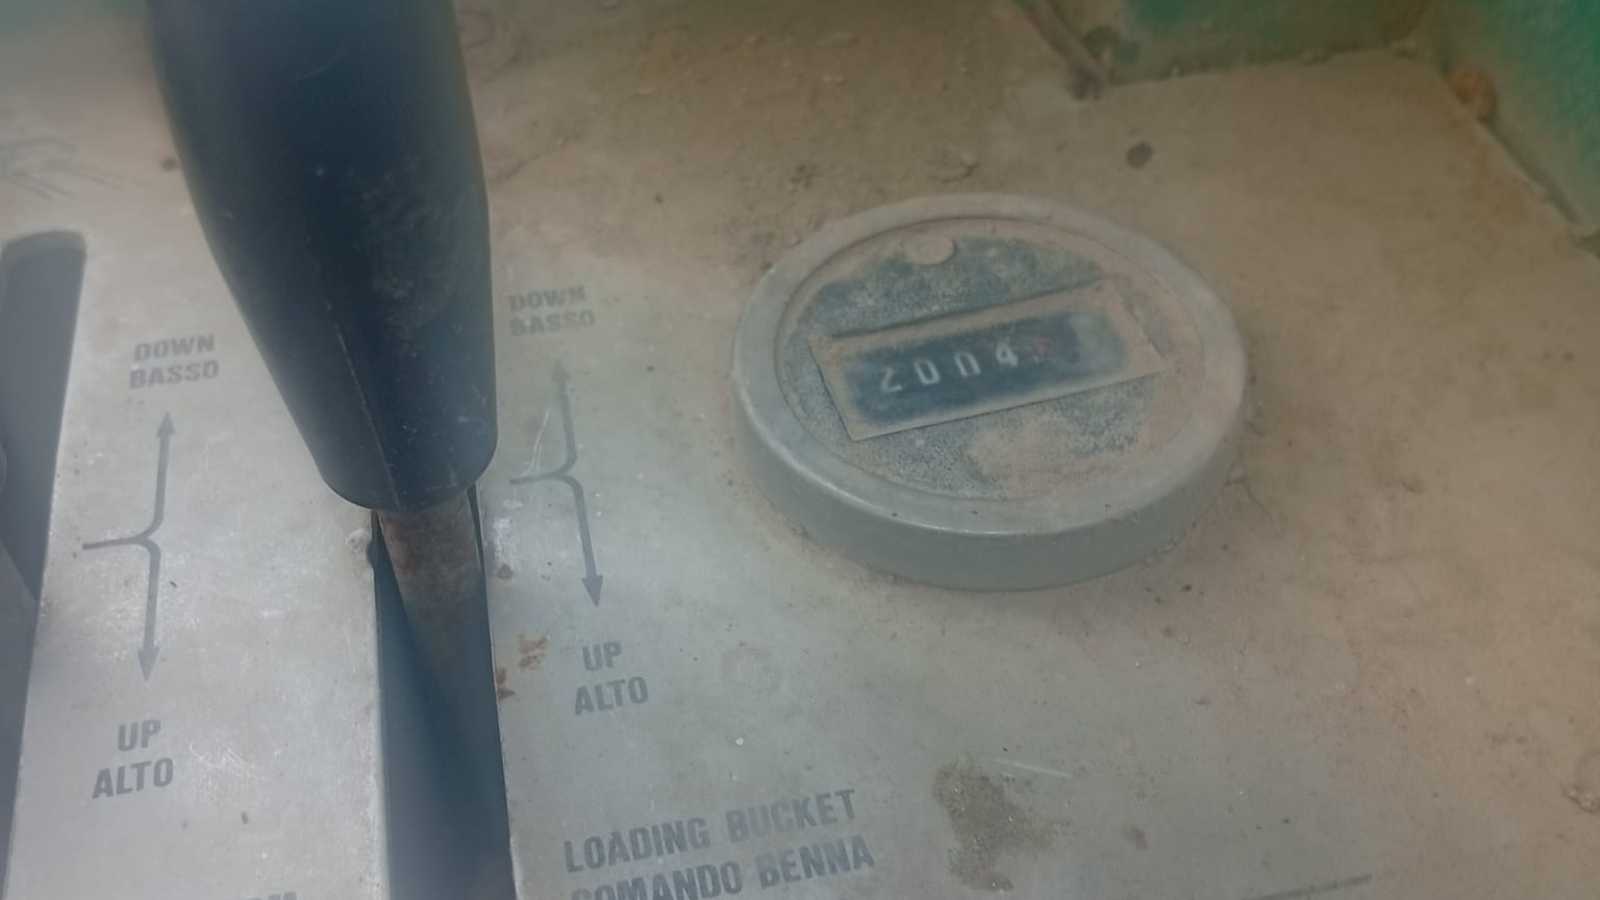 DOWN
BASSO
UP
ALTO
DOWN
BASSO
UP
ALTO
2004
LOADING BUCKET
COMANDO BENNA